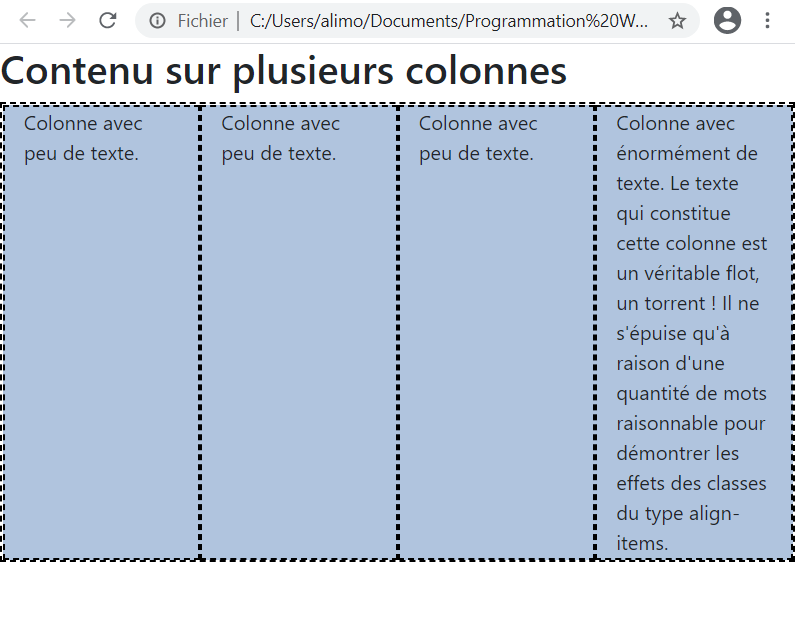 Fichier | C:/Users/alimo/Documents/Programmation%20W...
Contenu sur plusieurs colonnes
Colonne avec
peu de texte.
Colonne avec
peu de texte.
Colonne avec
peu de texte.
Colonne avec
énormément de
texte. Le texte
qui constitue
cette colonne est
un véritable flot,
un torrent ! Il ne
s'épuise qu'à
raison d'une
quantité de mots
raisonnable pour
démontrer les
effets des classes
du type align-
items.